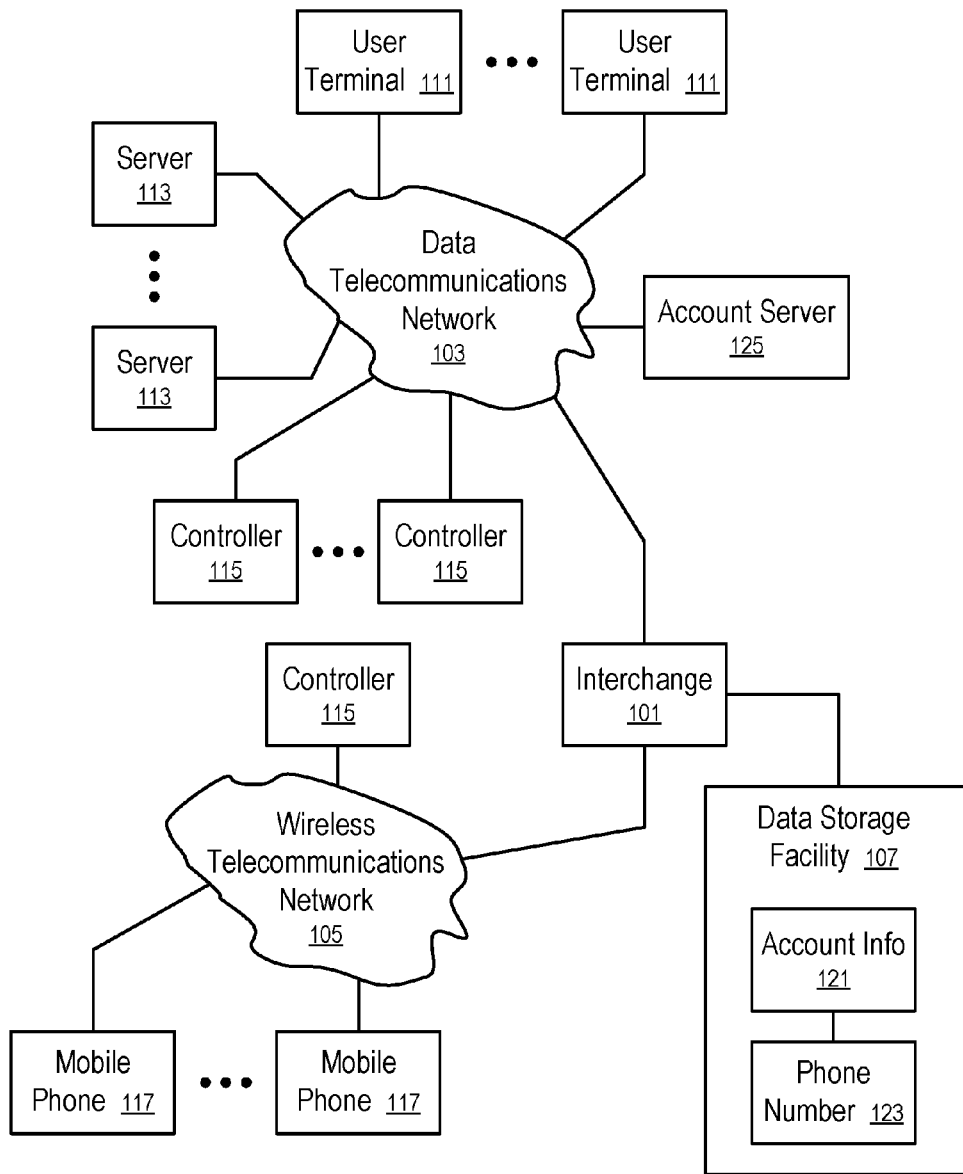 User
Terminal 111
User
Terminal 111
Server
113
Server
113
Data
Telecommunications
Network
103
Account Server
125
Controller
115
Controller
115
Controller
115
Interchange
101
Wireless
Telecommunications
Network
105
Data Storage
Facility 107
Account Info
121
Phone
Number 123
Mobile
Phone 117
Mobile
Phone 117